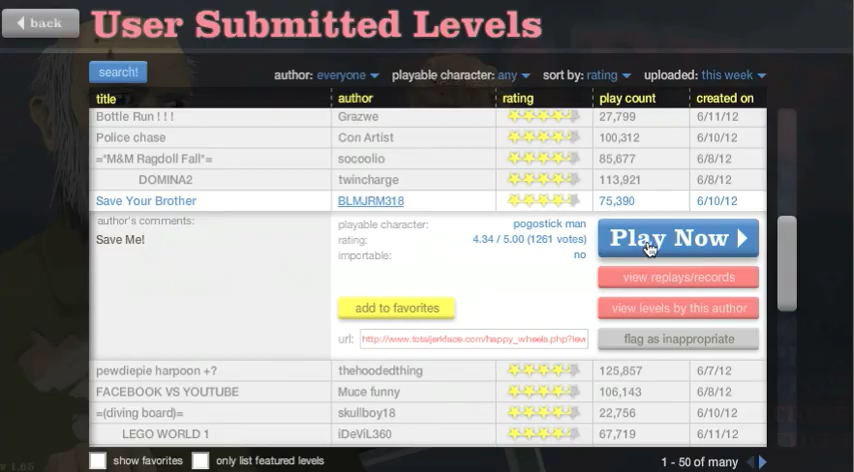 back
User Submitted Levels
search!
author: everyone playable character: any sort by: rating uploaded: this week
title author rating play count created on
Bottle Run ! ! ! Grazwe 27,799 6/11/12
Police chase Con Artist 100,312 6/10/12
="M&M Ragdoll Fall"= socoolio 85,677 6/8/12
DOMINA2 twincharge 113,921 6/8/12
Save Your Brother BLMJRM318 75,390 6/10/12
author's comments:
Save Me!
playable character: pogostick man
rating: 4.34 / 5.00 (1261 votes)
importable: no
Play Now
view replays/records
add to favorites
view levels by this author
url: http://www.totaljerkface.com/happy_wheels.php?lev
flag as inappropriate
pewdiepie harpoon +? thehoodedthing 125,857 6/7/12
FACEBOOK VS YOUTUBE Muce funny 106,143 6/8/12
=(diving board)= skullboy18 22,756 6/10/12
LEGO WORLD 1 iDeViL360 67,719 6/11/12
show favorites only list featured levels 1 - 50 of many
v 1.65